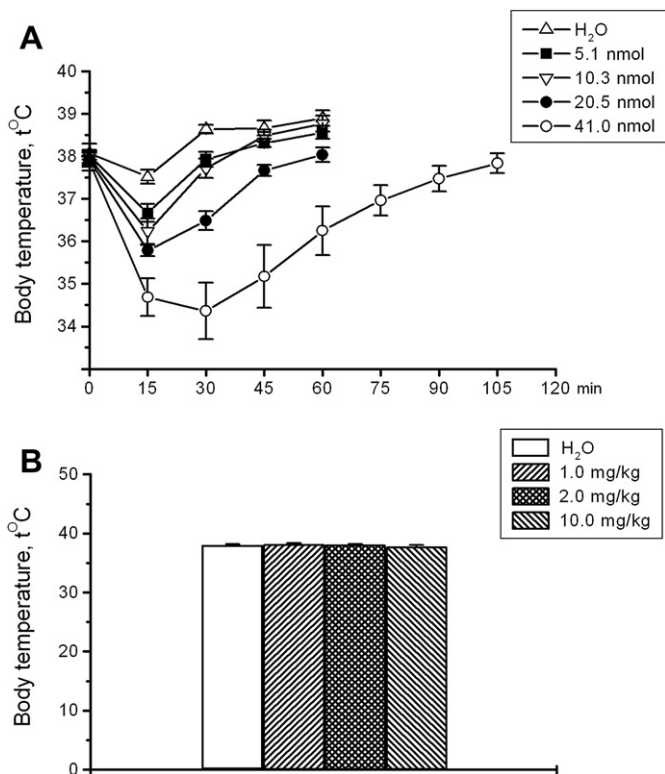 A
H₂O
5.1 nmol
10.3 nmol
20.5 nmol
41.0 nmol
Body temperature, t°C
40
39
38
37
36
35
34
0 15 30 45 60 75 90 105 120 min
B
H₂O
1.0 mg/kg
2.0 mg/kg
10.0 mg/kg
Body temperature, t°C
50
40
30
20
10
0